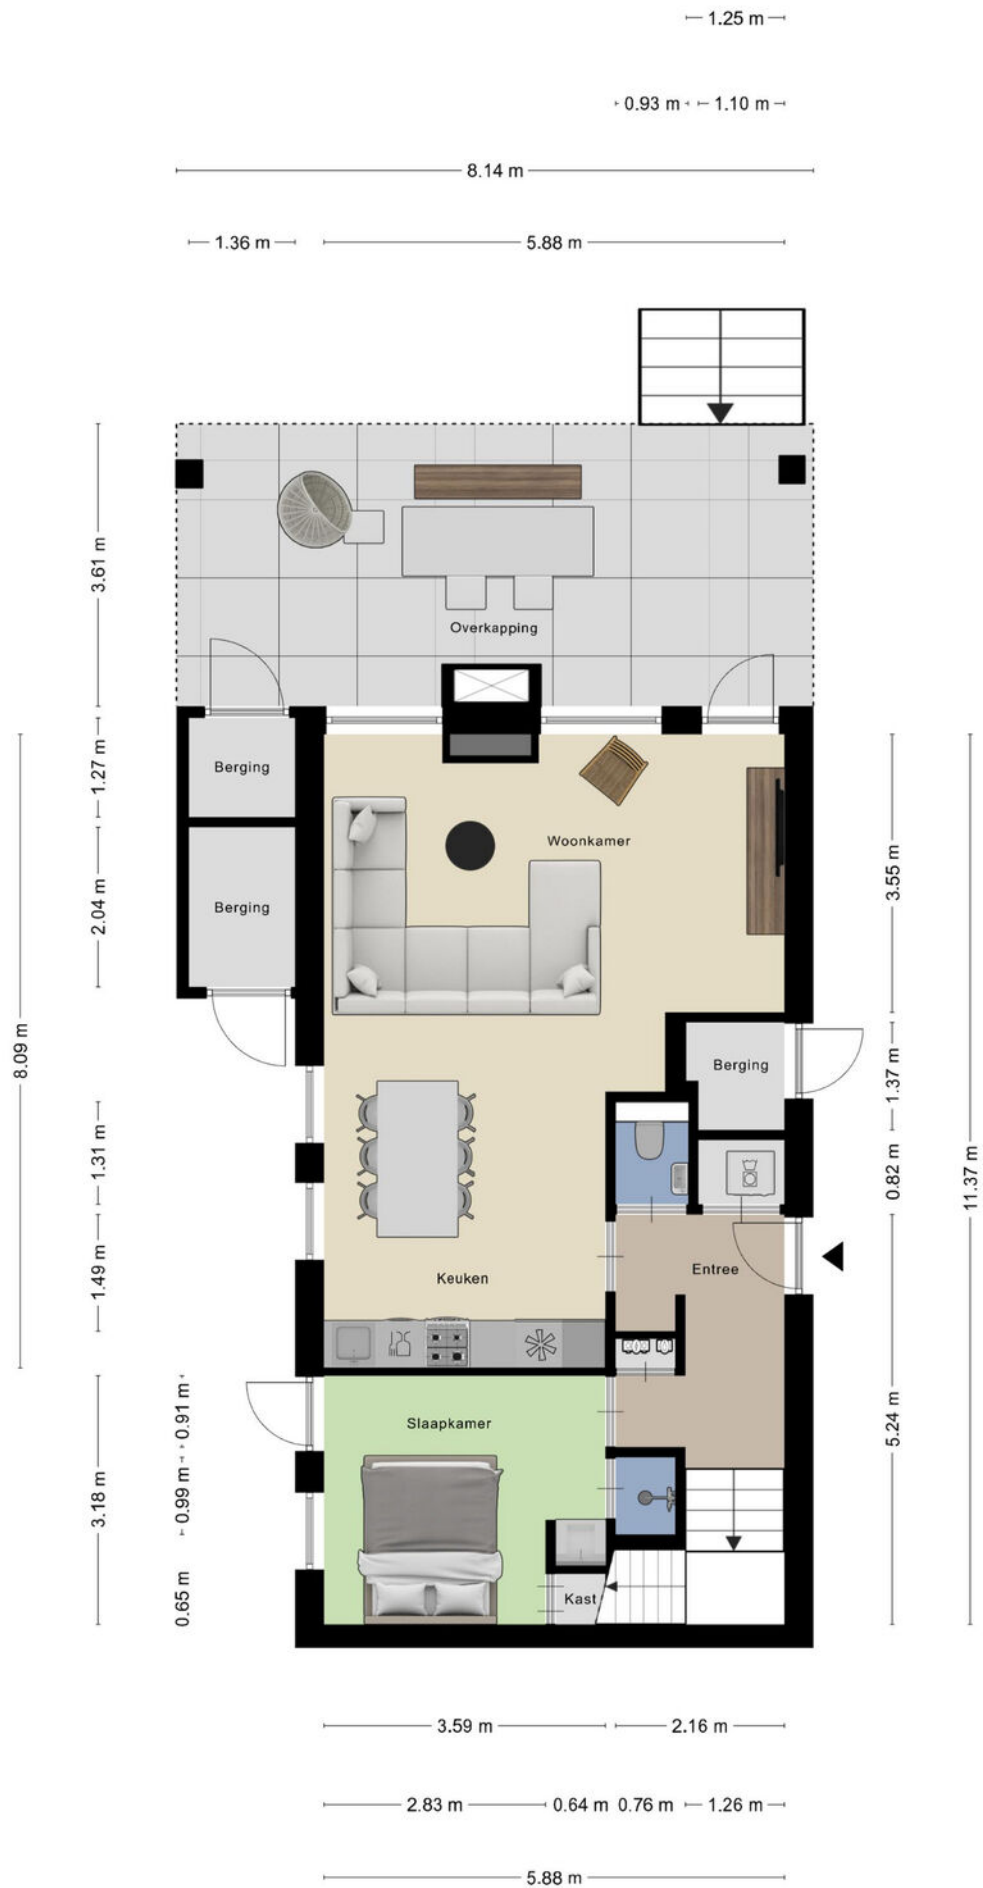 1.25 m
0.93 m
1.10 m
8.14 m
1.36 m
5.88 m
3.61 m
Overkapping
1.27 m
Berging
Woonkamer
3.55 m
2.04 m
Berging
8.09 m
Berging
1.37 m
1.31 m
0.82 m
11.37 m
1.49 m
Entree
Keuken
Slaapkamer
0.91 m
5.24 m
3.18 m
0.99 m
0.65 m
Kast
3.59 m
2.16 m
2.83 m
0.64 m
0.76 m
1.26 m
5.88 m